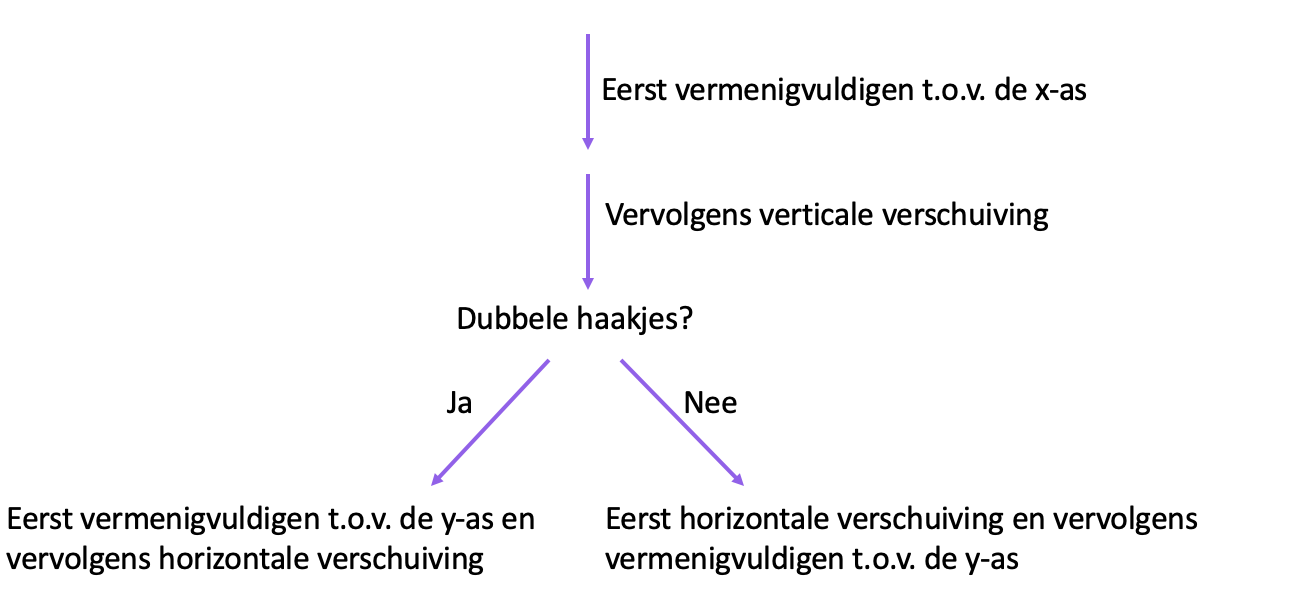 Eerst vermenigvuldigen t.o.v. de x-as
Vervolgens verticale verschuiving
Dubbele haakjes?
Ja
Nee
Eerst vermenigvuldigen t.o.v. de y-as en
vervolgens horizontale verschuiving
Eerst horizontale verschuiving en vervolgens
vermenigvuldigen t.o.v. de y-as